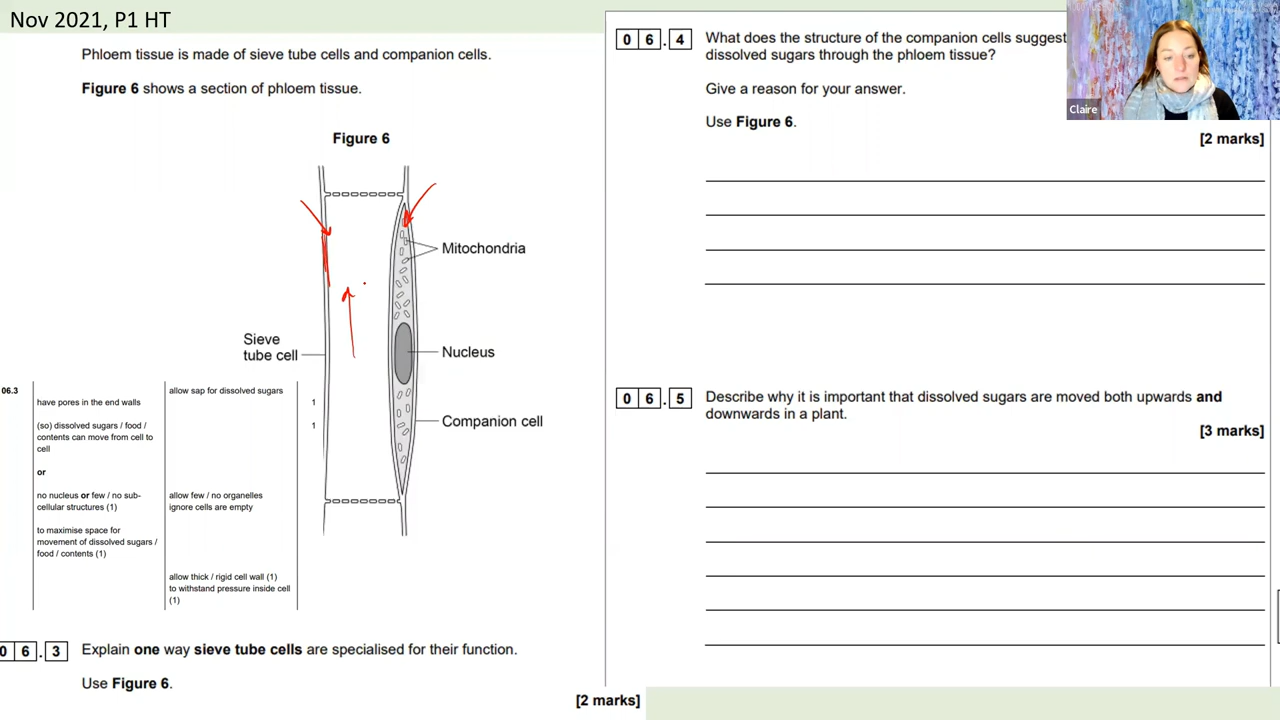 Nov 2021, P1 HT
Phloem tissue is made of sieve tube cells and companion cells.
Figure 6 shows a section of phloem tissue.
Figure 6
Mitochondria
Sieve
tube cell
Nucleus
Companion cell
06.3
allow sap for dissolved sugars
have pores in the end walls
1
(so) dissolved sugars / food /
contents can move from cell to
cell
1
or
no nucleus or few / no sub-
cellular structures (1)
allow few / no organelles
ignore cells are empty
to maximise space for
movement of dissolved sugars /
food / contents (1)
allow thick / rigid cell wall (1)
to withstand pressure inside cell
(1)
0 6 . 3 Explain one way sieve tube cells are specialised for their function.
Use Figure 6.
[2 marks]
0 6 . 4 What does the structure of the companion cells suggest
dissolved sugars through the phloem tissue?
Give a reason for your answer.
Use Figure 6.
[2 marks]
0 6 . 5 Describe why it is important that dissolved sugars are moved both upwards and
downwards in a plant.
[3 marks]
Claire